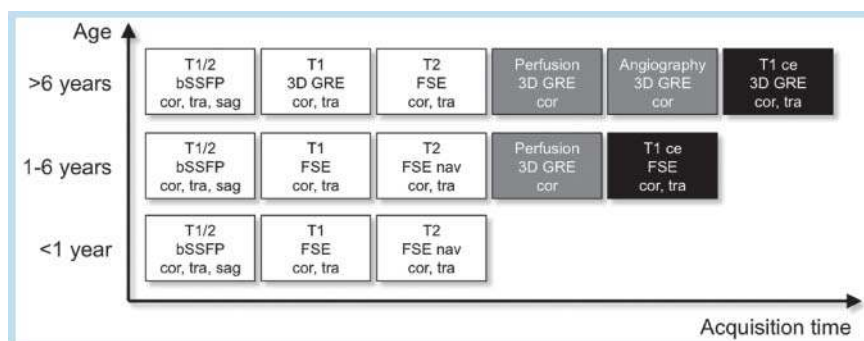 Age
>6 years
T1/2
bSSFP
cor, tra, sag
T1
3D GRE
cor, tra
T2
FSE
cor, tra
Perfusion
3D GRE
cor
Angiography
3D GRE
cor
T1 ce
3D GRE
cor, tra
1-6 years
T1/2
bSSFP
cor, tra, sag
T1
FSE
cor, tra
T2
FSE nav
cor, tra
Perfusion
3D GRE
cor
T1 ce
FSE
cor, tra
<1 year
T1/2
bSSFP
cor, tra, sag
T1
FSE
cor, tra
T2
FSE nav
cor, tra
Acquisition time